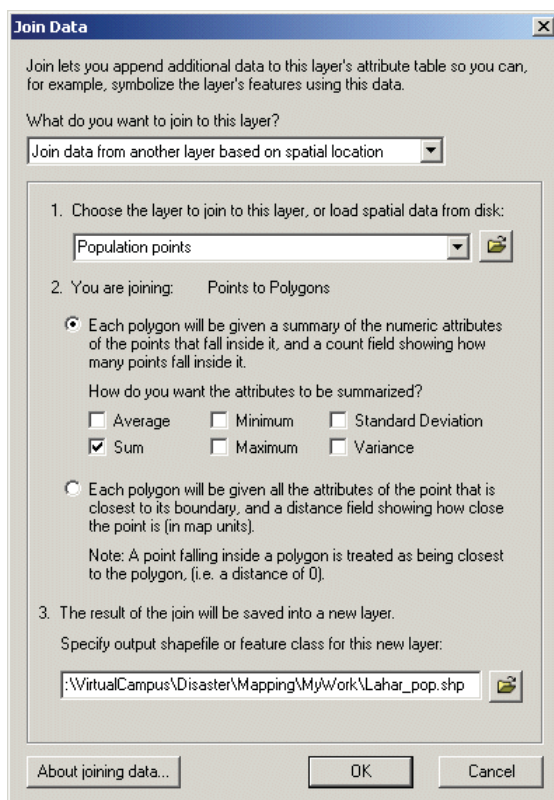 Join Data
Join lets you append additional data to this layer's attribute table so you can,
for example, symbolize the layer's features using this data.
What do you want to join to this layer?
Join data from another layer based on spatial location
1. Choose the layer to join to this layer, or load spatial data from disk:
Population points
2. You are joining: Points to Polygons
Each polygon will be given a summary of the numeric attributes
of the points that fall inside it, and a count field showing how
many points fall inside it.
How do you want the attributes to be summarized?
Average Minimum Standard Deviation
Sum Maximum Variance
Each polygon will be given all the attributes of the point that is
closest to its boundary, and a distance field showing how close
the point is (in map units).
Note: A point falling inside a polygon is treated as being closest
to the polygon, (i.e. a distance of 0).
3. The result of the join will be saved into a new layer.
Specify output shapefile or feature class for this new layer:
:\VirtualCampus\Disaster\Mapping\MyWork\Lahar_pop.shp
About joining data... OK Cancel